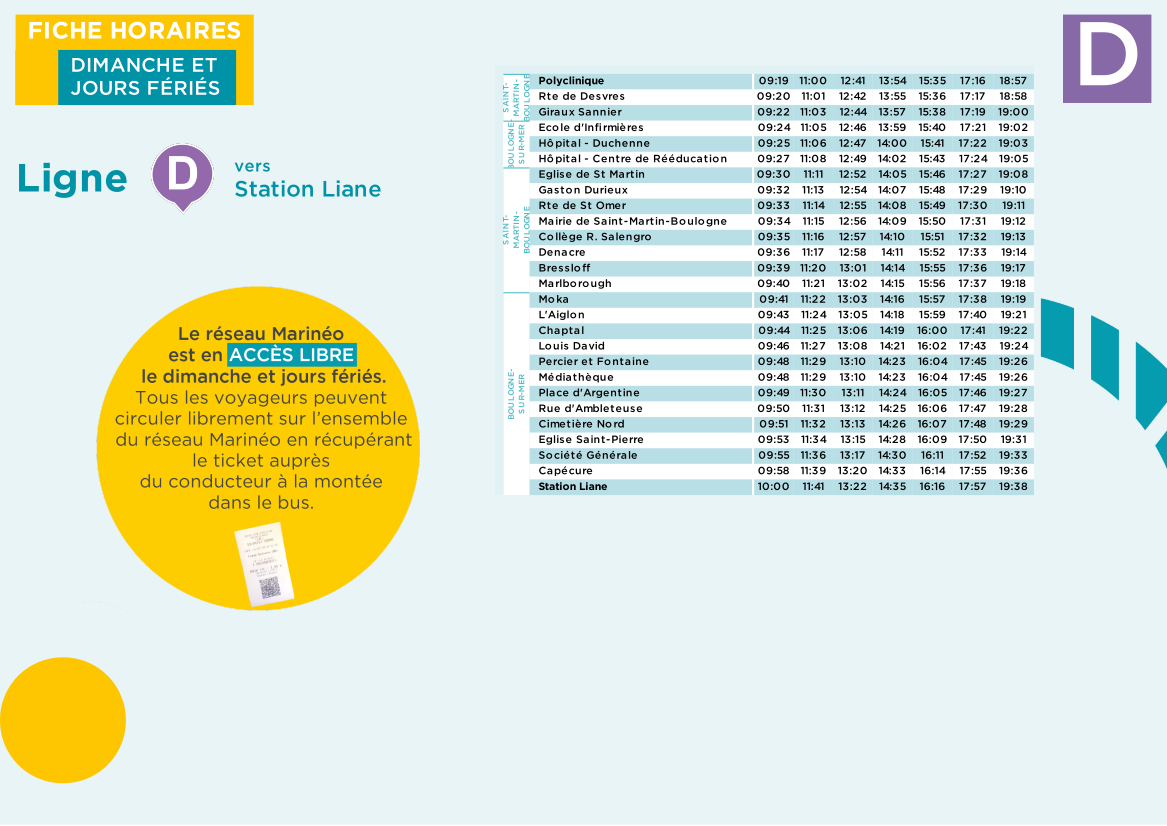 FICHE HORAIRES
DIMANCHE ET
JOURS FÉRIÉS
D
Ligne D vers
Station Liane
Le réseau Marinéo
est en ACCÈS LIBRE
le dimanche et jours fériés.
Tous les voyageurs peuvent
circuler librement sur l'ensemble
du réseau Marinéo en récupérant
le ticket auprès
du conducteur à la montée
dans le bus.
SAINT-
MARTIN-
BOULOGNE
Polyclinique 09:19 11:00 12:41 13:54 15:35 17:16 18:57
Rte de Desvres 09:20 11:01 12:42 13:55 15:36 17:17 18:58
Giraux Sannier 09:22 11:03 12:44 13:57 15:38 17:19 19:00
BOULOGNE-
SUR-MER
Ecole d'Infirmières 09:24 11:05 12:46 13:59 15:40 17:21 19:02
Hôpital - Duchenne 09:25 11:06 12:47 14:00 15:41 17:22 19:03
Hôpital - Centre de Rééducation 09:27 11:08 12:49 14:02 15:43 17:24 19:05
SAINT-
MARTIN-
BOULOGNE
Eglise de St Martin 09:30 11:11 12:52 14:05 15:46 17:27 19:08
Gaston Durieux 09:32 11:13 12:54 14:07 15:48 17:29 19:10
Rte de St Omer 09:33 11:14 12:55 14:08 15:49 17:30 19:11
Mairie de Saint-Martin-Boulogne 09:34 11:15 12:56 14:09 15:50 17:31 19:12
Collège R. Salengro 09:35 11:16 12:57 14:10 15:51 17:32 19:13
Denacre 09:36 11:17 12:58 14:11 15:52 17:33 19:14
Bressloff 09:39 11:20 13:01 14:14 15:55 17:36 19:17
Marlborough 09:40 11:21 13:02 14:15 15:56 17:37 19:18
BOULOGNE-
SUR-MER
Moka 09:41 11:22 13:03 14:16 15:57 17:38 19:19
L'Aiglon 09:43 11:24 13:05 14:18 15:59 17:40 19:21
Chaptal 09:44 11:25 13:06 14:19 16:00 17:41 19:22
Louis David 09:46 11:27 13:08 14:21 16:02 17:43 19:24
Percier et Fontaine 09:48 11:29 13:10 14:23 16:04 17:45 19:26
Médiathèque 09:48 11:29 13:10 14:23 16:04 17:45 19:26
Place d'Argentine 09:49 11:30 13:11 14:24 16:05 17:46 19:27
Rue d'Ambleteuse 09:50 11:31 13:12 14:25 16:06 17:47 19:28
Cimetière Nord 09:51 11:32 13:13 14:26 16:07 17:48 19:29
Eglise Saint-Pierre 09:53 11:34 13:15 14:28 16:09 17:50 19:31
Société Générale 09:55 11:36 13:17 14:30 16:11 17:52 19:33
Capécure 09:58 11:39 13:20 14:33 16:14 17:55 19:36
Station Liane 10:00 11:41 13:22 14:35 16:16 17:57 19:38